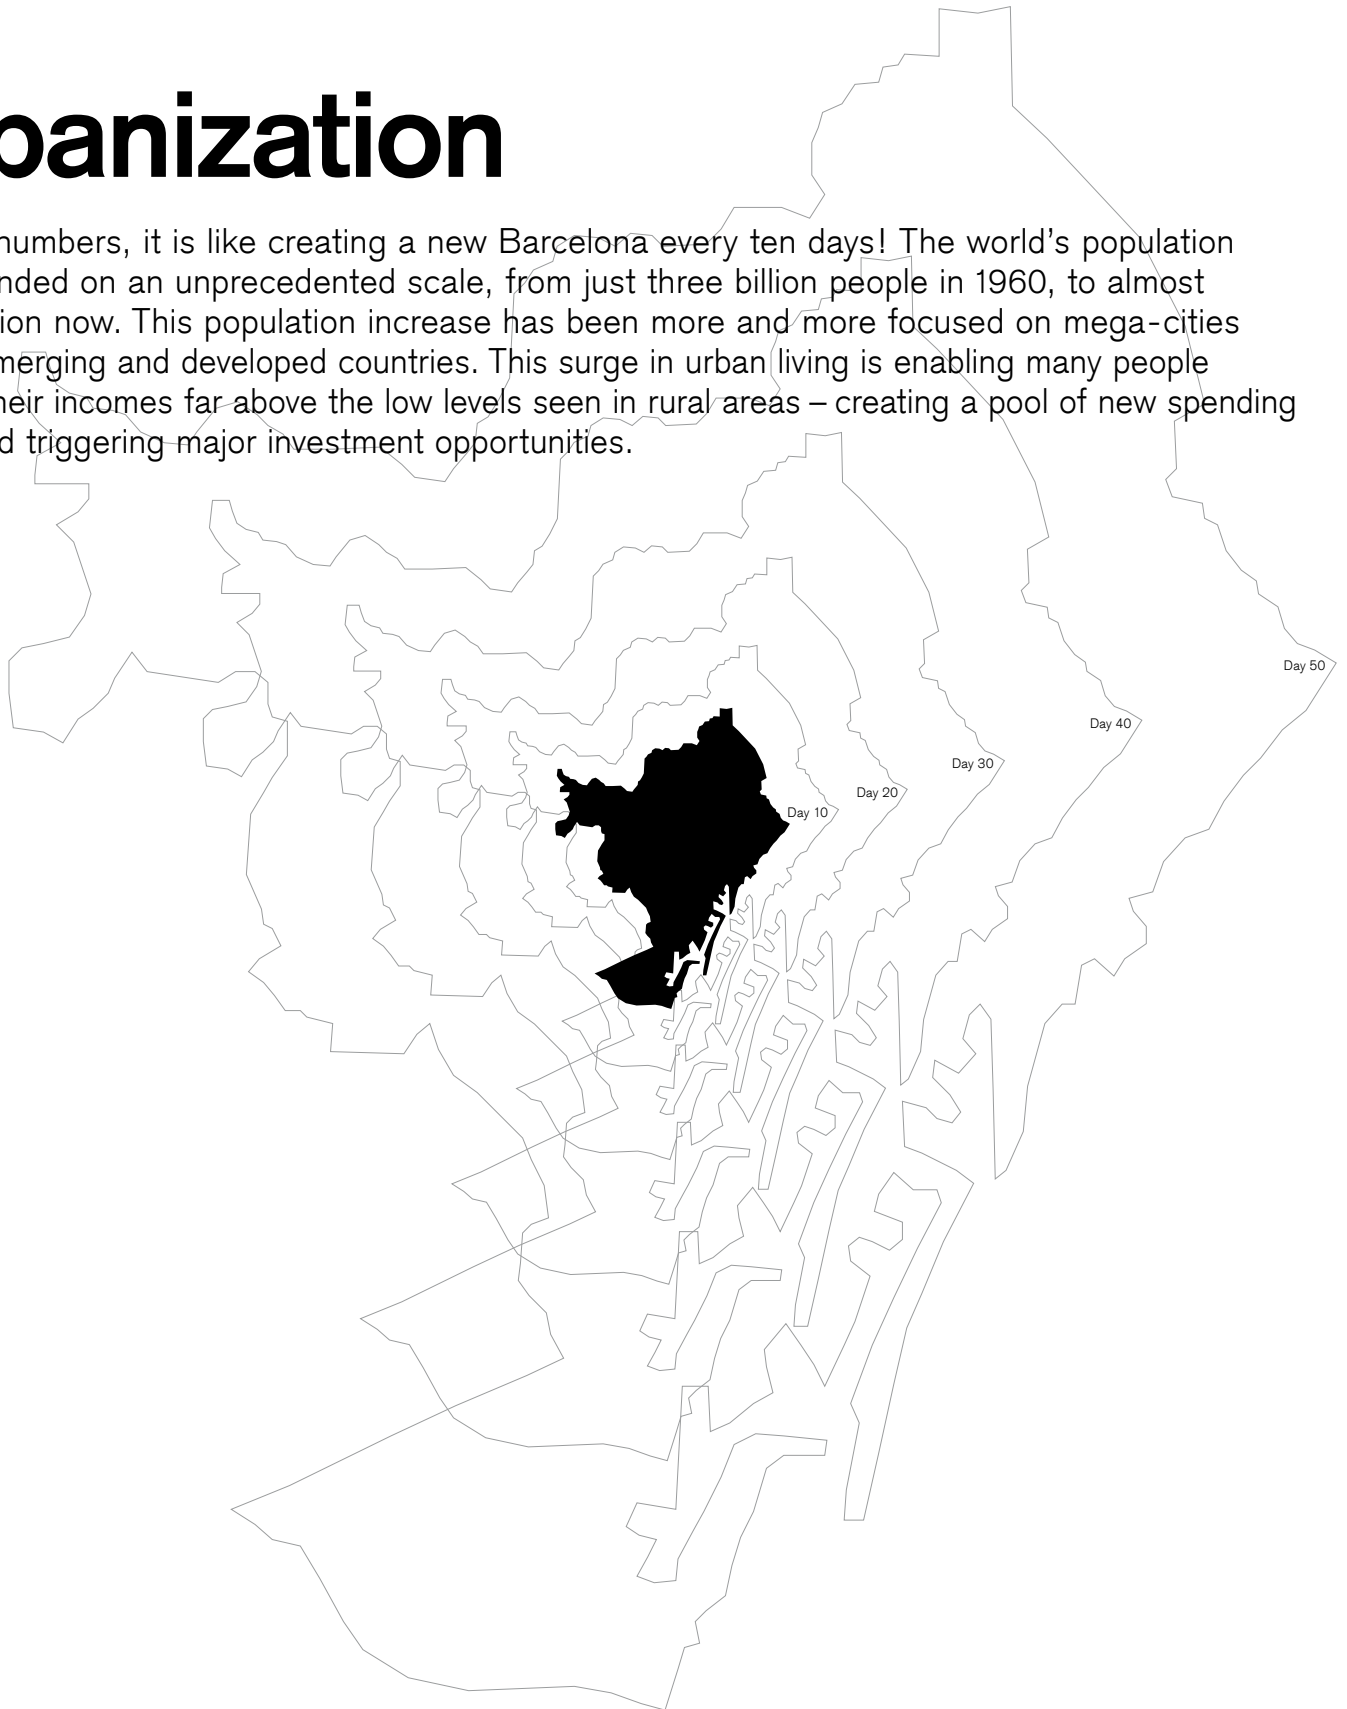 banization
numbers, it is like creating a new Barcelona every ten days! The world’s population
nded on an unprecedented scale, from just three billion people in 1960, to almost
ion now. This population increase has been more and more focused on mega-cities
merging and developed countries. This surge in urban living is enabling many people
heir incomes far above the low levels seen in rural areas – creating a pool of new spending
d triggering major investment opportunities.
Day 50
Day 40
Day 30
Day 20
Day 10